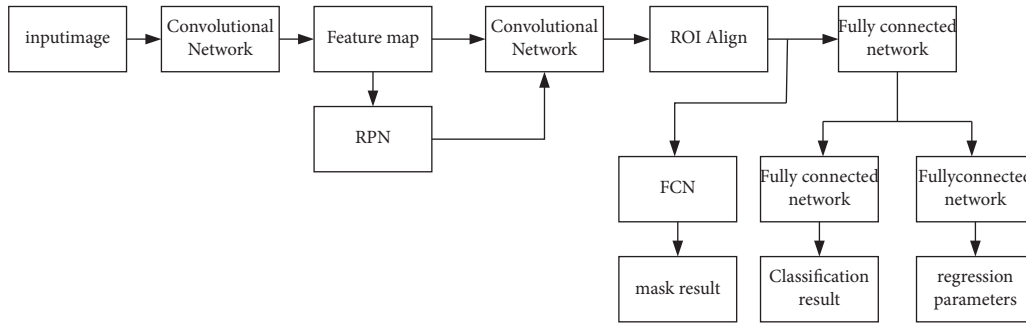 inputimage
Convolutional
Network
Feature map
Convolutional
Network
ROI Align
Fully connected
network
RPN
FCN
Fully connected
network
Fullyconnected
network
mask result
Classification
result
regression
parameters